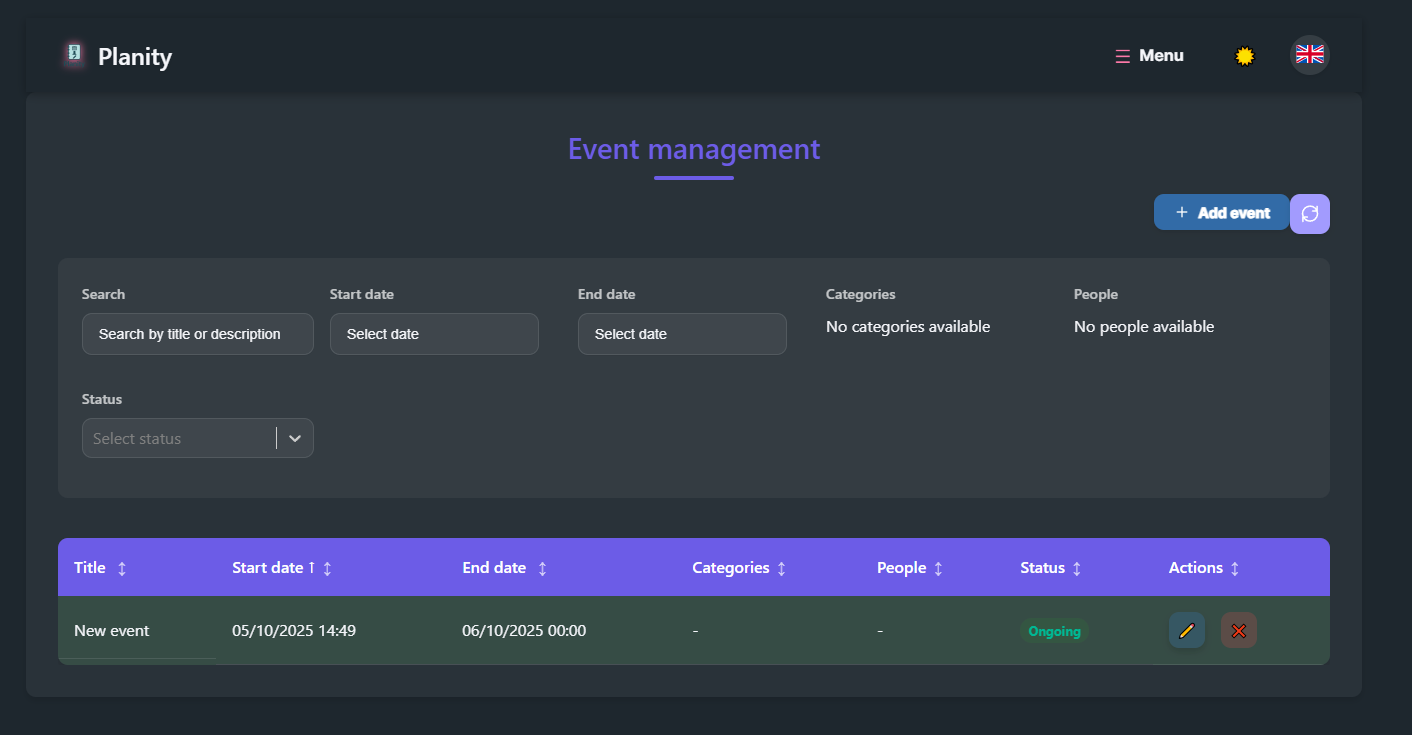 Planity
Menu
Event management
Add event
Search Start date End date Categories People
Search by title or description Select date Select date No categories available No people available
Status
Select status
Title Start date ↑ End date Categories People Status Actions
New event 05/10/2025 14:49 06/10/2025 00:00 - - Ongoing